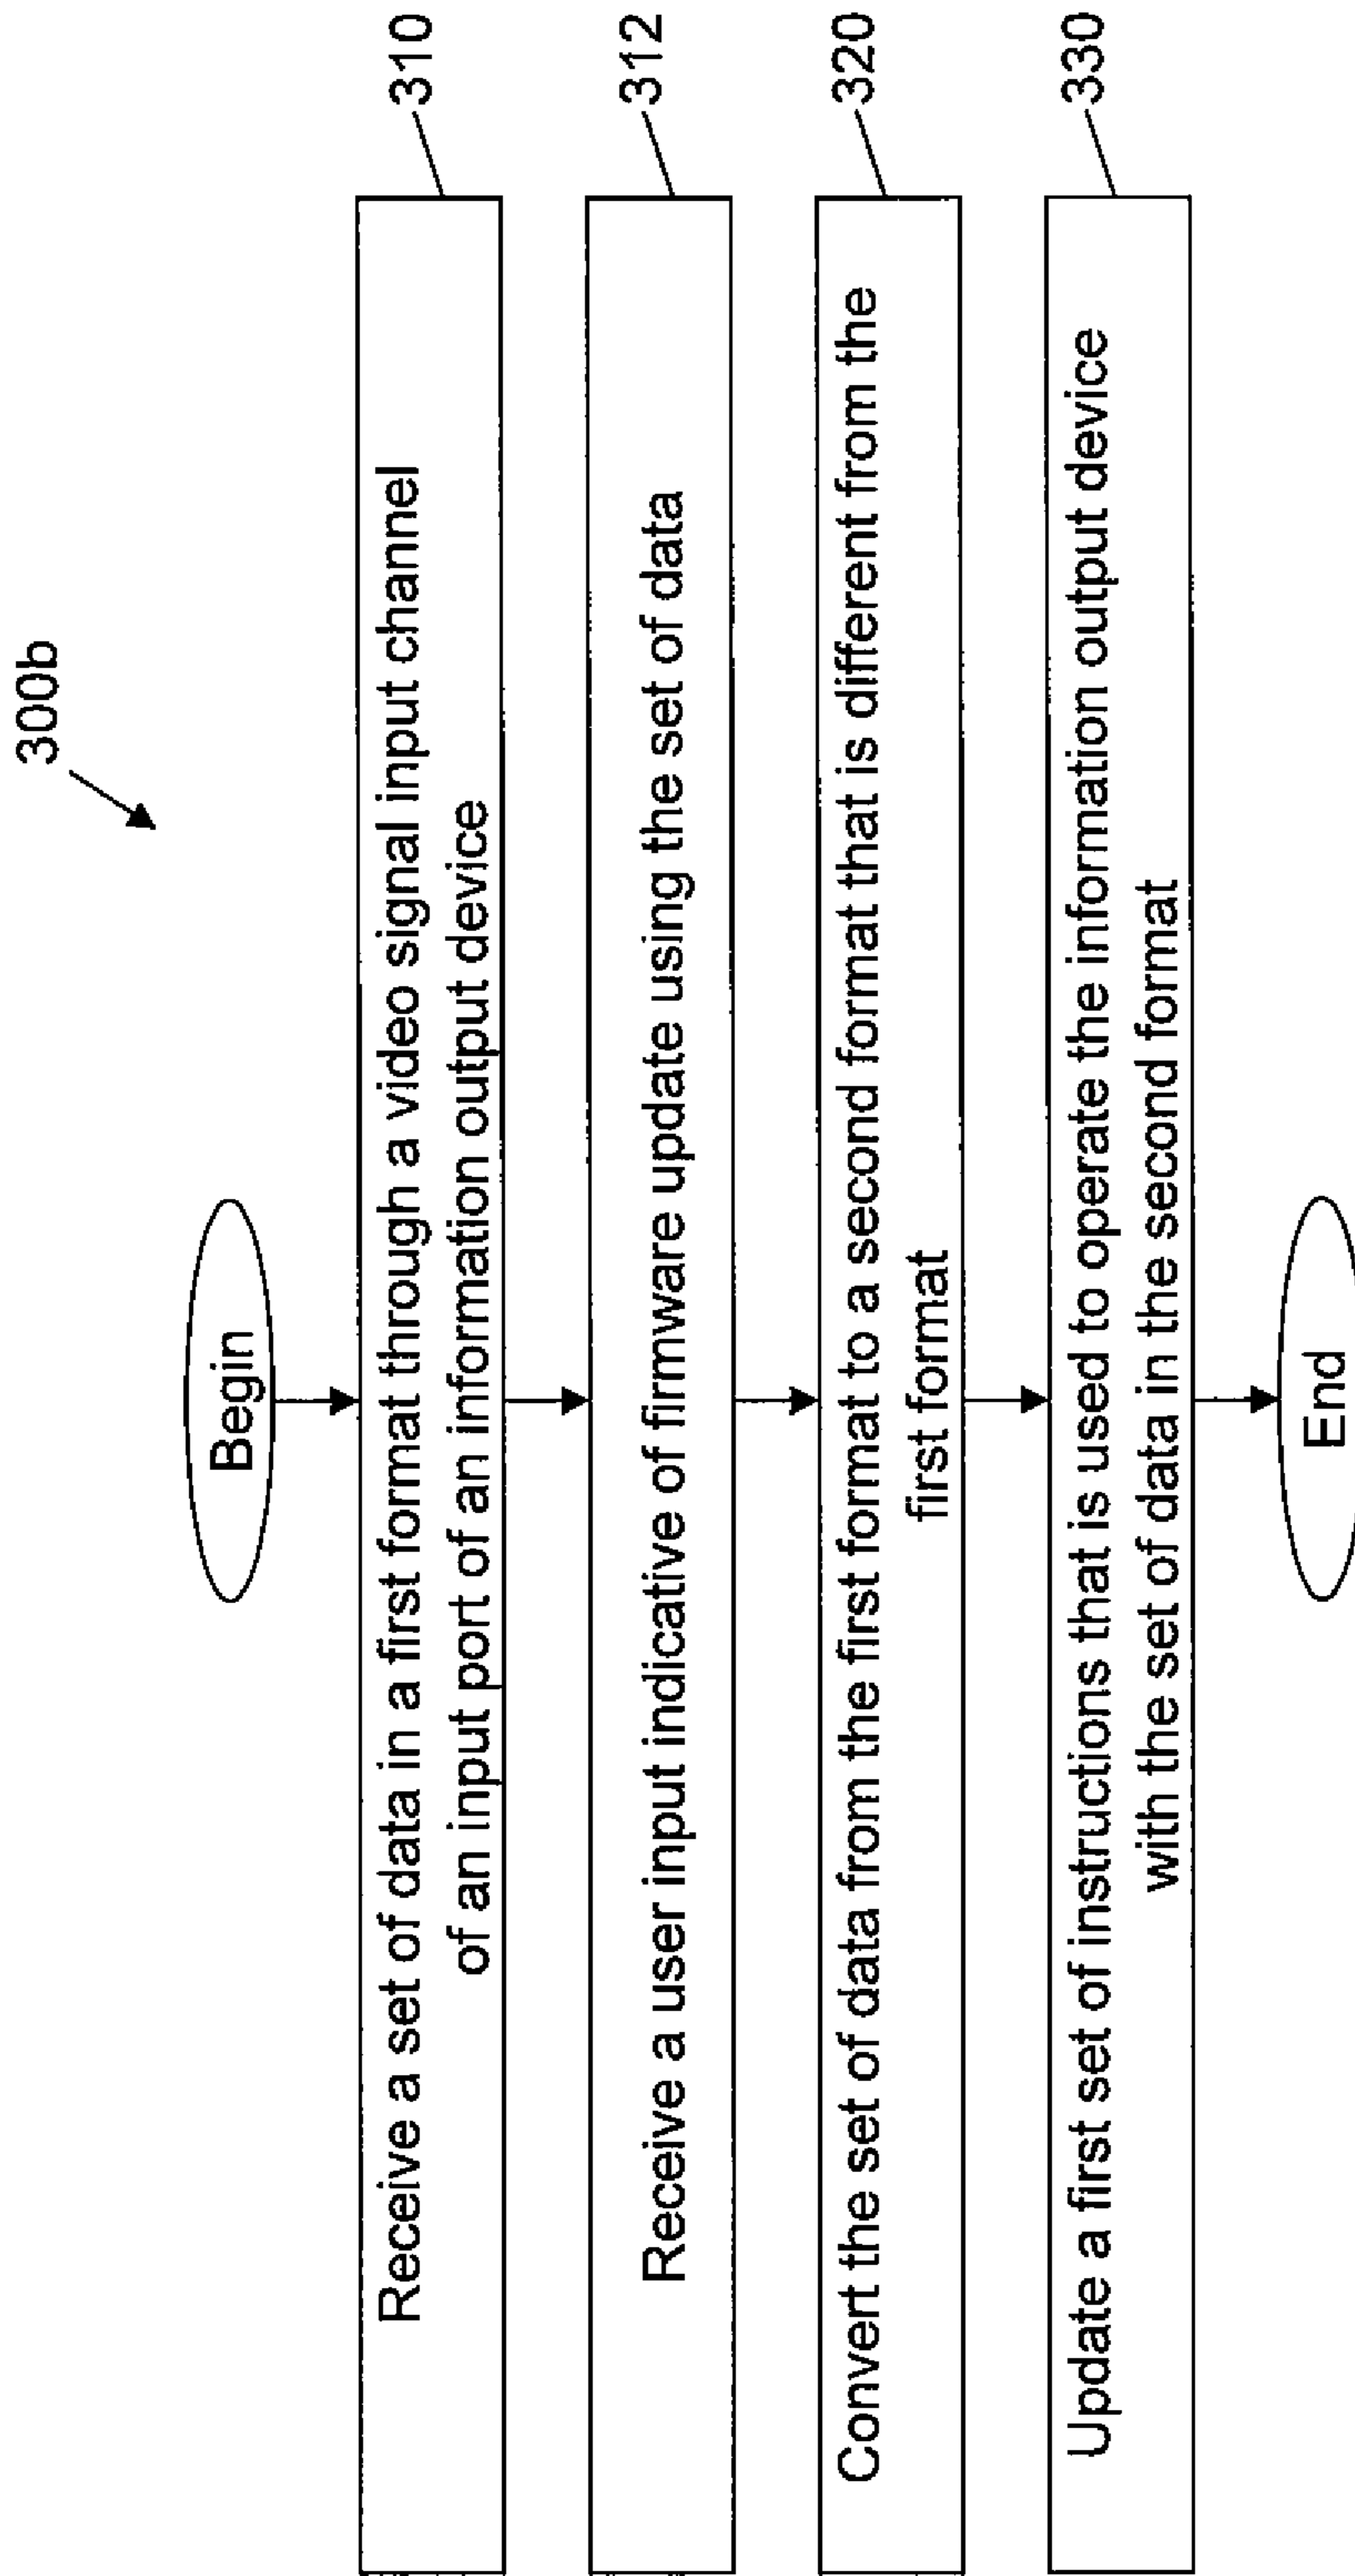 300b
Begin
Receive a set of data in a first format through a video signal input channel
of an input port of an information output device
310
Receive a user input indicative of firmware update using the set of data
312
Convert the set of data from the first format to a second format that is different from the
first format
320
Update a first set of instructions that is used to operate the information output device
with the set of data in the second format
330
End